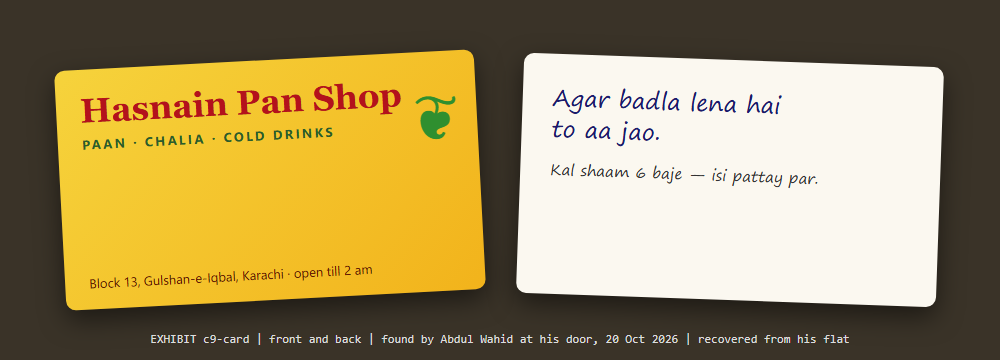 Hasnain Pan Shop
PAAN · CHALIA · COLD DRINKS
Block 13, Gulshan-e-Iqbal, Karachi · open till 2 am
Agar badla lena hai
to aa jao.
Kal shaam 6 baje — isi pattay par.
EXHIBIT c9-card | front and back | found by Abdul Wahid at his door, 20 Oct 2026 | recovered from his flat